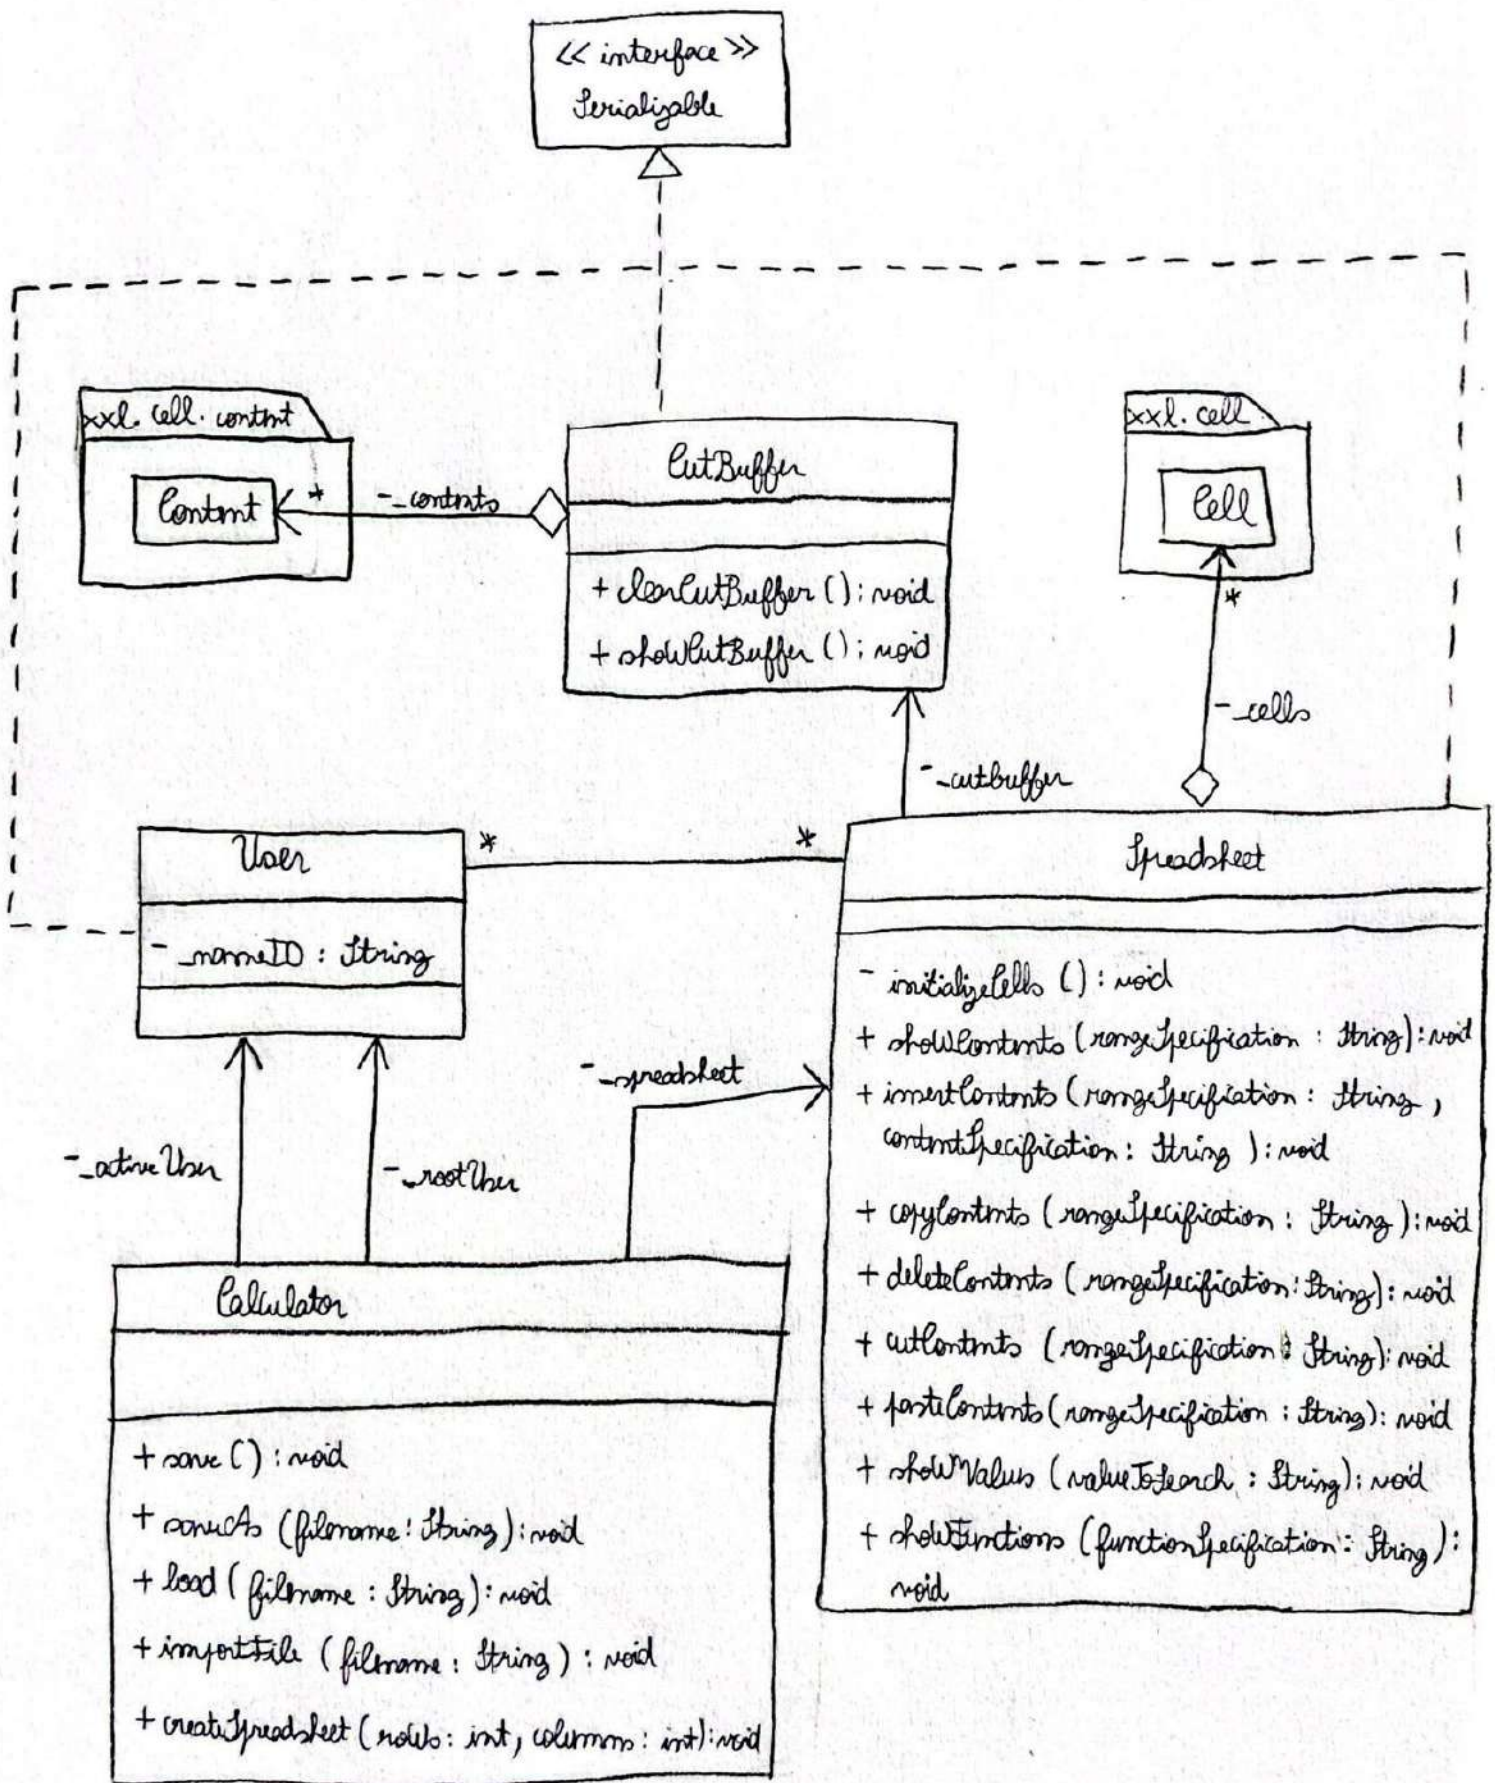 << interface >>
Serializable
xxl. cell. content
Content
*
-_contents
CutBuffer
+ clearCutBuffer () : void
+ showCutBuffer () : void
xxl. cell
Cell
*
-_cells
-_cutbuffer
User
-_nameID : String
*
*
Spreadsheet
- initializeCells () : void
+ showContents (rangeSpecification : String) : void
+ insertContents (rangeSpecification : String ,
contentSpecification : String ) : void
+ copyContents (rangeSpecification : String ) : void
+ deleteContents (rangeSpecification : String) : void
+ cutContents (rangeSpecification : String) : void
+ pasteContents (rangeSpecification : String) : void
+ showValues (valueToSearch : String) : void
+ showFunctions (functionSpecification : String) :
void
-_spreadsheet
-_activeUser
-_rootUser
Calculator
+ save () : void
+ saveAs (filename : String) : void
+ load (filename : String) : void
+ importFile (filename : String) : void
+ createSpreadsheet (rows : int, columns : int) : void